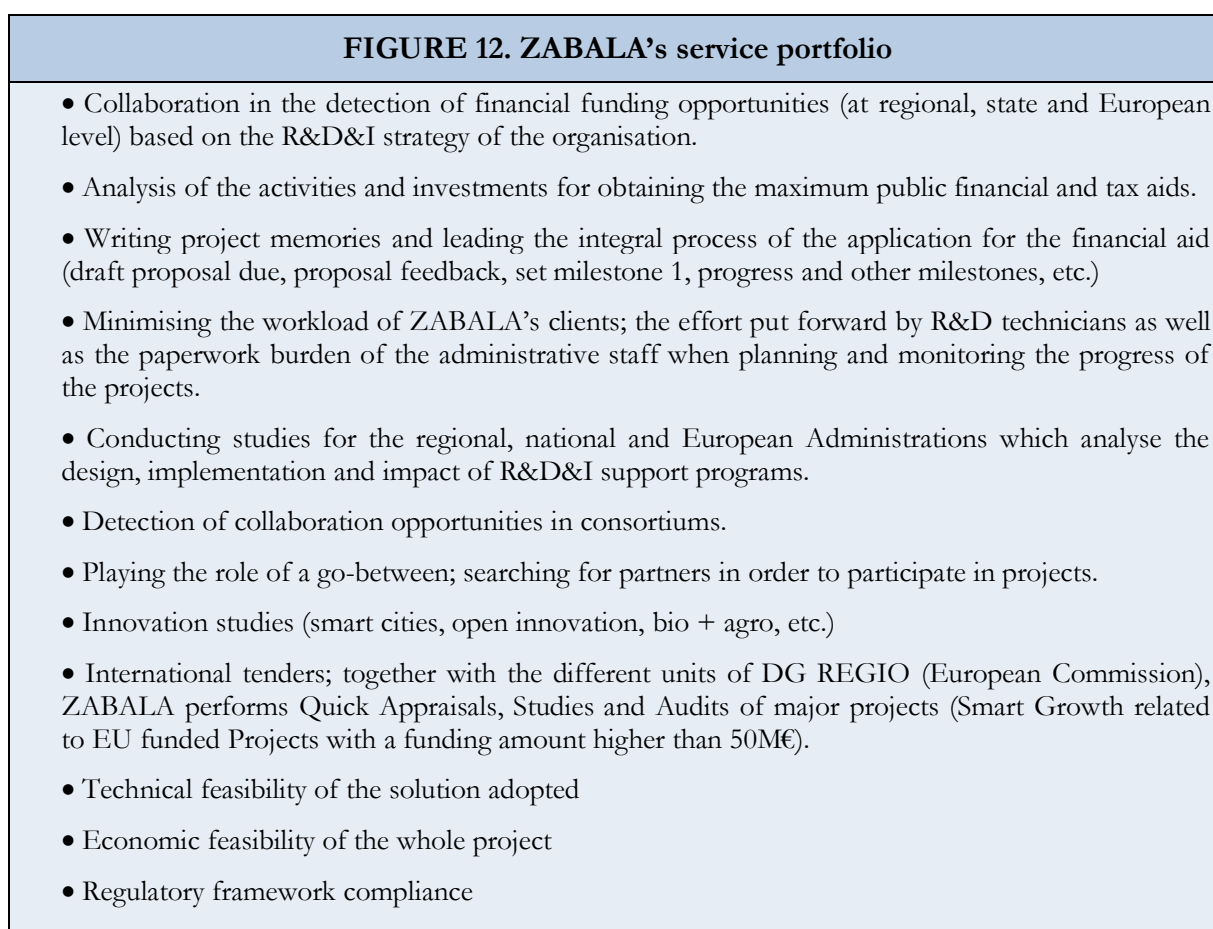 FIGURE 12. ZABALA's service portfolio
• Collaboration in the detection of financial funding opportunities (at regional, state and European
level) based on the R&D&I strategy of the organisation.
• Analysis of the activities and investments for obtaining the maximum public financial and tax aids.
• Writing project memories and leading the integral process of the application for the financial aid
(draft proposal due, proposal feedback, set milestone 1, progress and other milestones, etc.)
• Minimising the workload of ZABALA's clients; the effort put forward by R&D technicians as well
as the paperwork burden of the administrative staff when planning and monitoring the progress of
the projects.
• Conducting studies for the regional, national and European Administrations which analyse the
design, implementation and impact of R&D&I support programs.
• Detection of collaboration opportunities in consortiums.
• Playing the role of a go-between; searching for partners in order to participate in projects.
• Innovation studies (smart cities, open innovation, bio + agro, etc.)
• International tenders; together with the different units of DG REGIO (European Commission),
ZABALA performs Quick Appraisals, Studies and Audits of major projects (Smart Growth related
to EU funded Projects with a funding amount higher than 50M€).
• Technical feasibility of the solution adopted
• Economic feasibility of the whole project
• Regulatory framework compliance